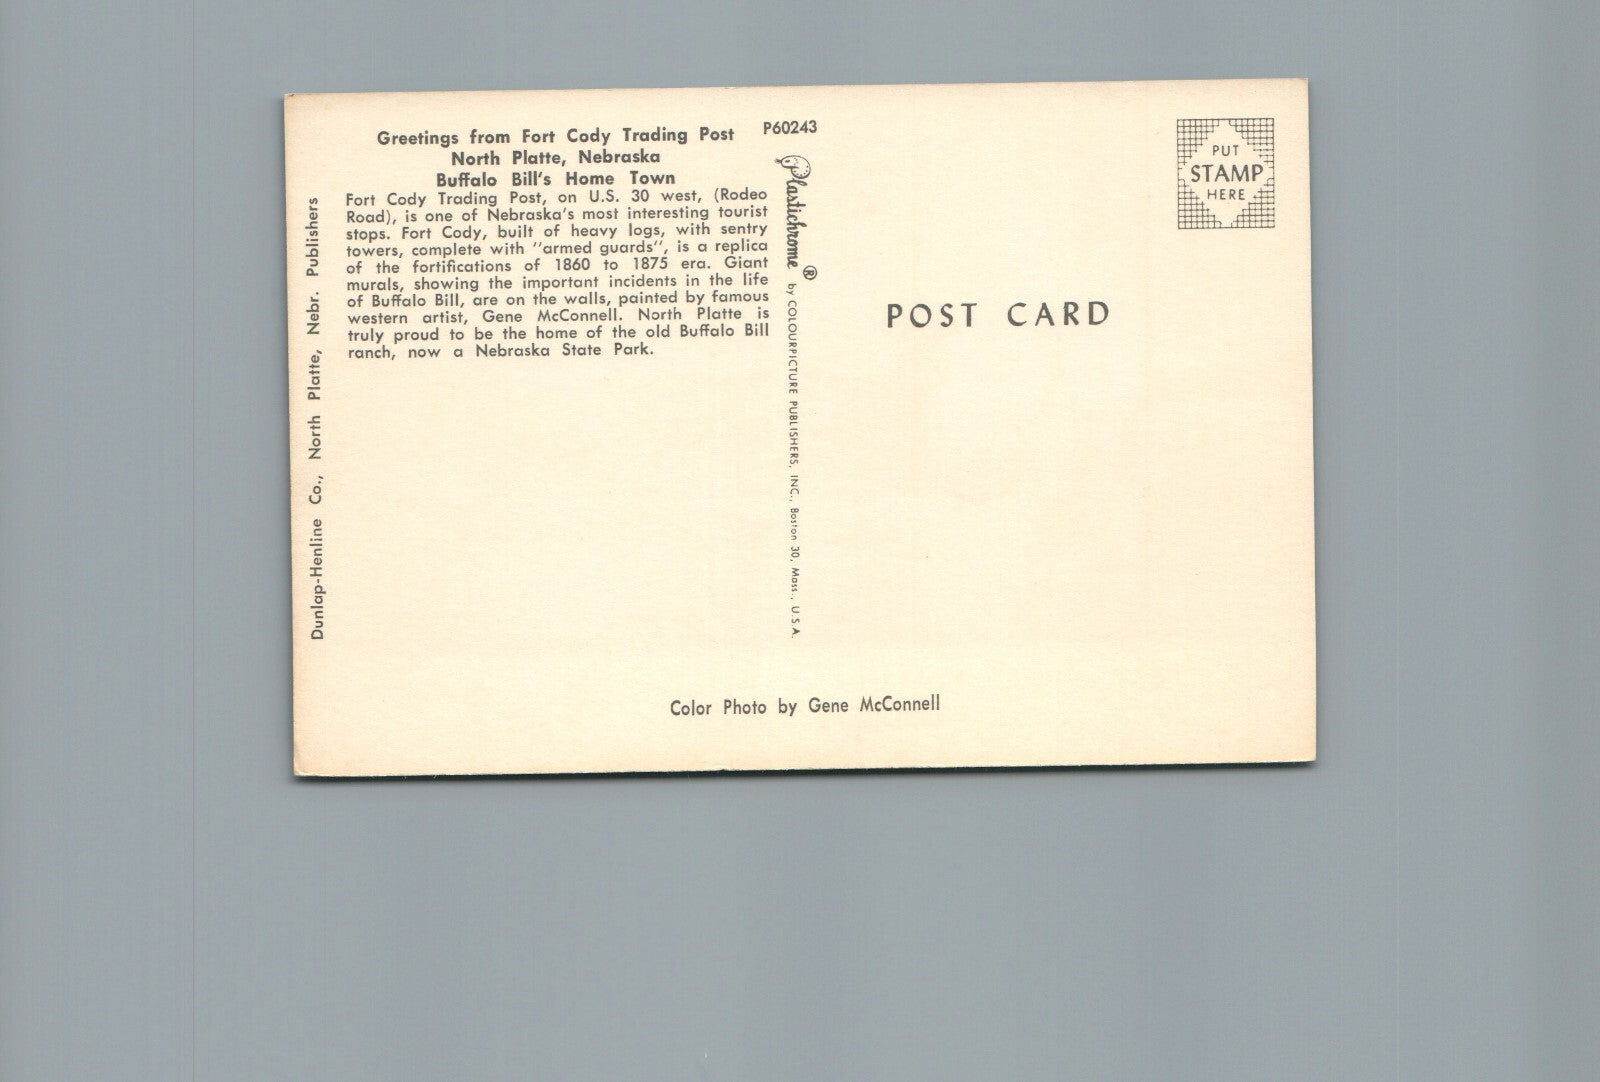 Greetings from Fort Cody Trading Post
North Platte, Nebraska
Buffalo Bill's Home Town
Fort Cody Trading Post, on U.S. 30 west, (Rodeo
Road), is one of Nebraska's most interesting tourist
stops. Fort Cody, built of heavy logs, with sentry
towers, complete with "armed guards", is a replica
of the fortifications of 1860 to 1875 era. Giant
murals, showing the important incidents in the life
of Buffalo Bill, are on the walls, painted by famous
western artist, Gene McConnell. North Platte is
truly proud to be the home of the old Buffalo Bill
ranch, now a Nebraska State Park.
Dunlap-Henline Co., North Platte, Nebr. Publishers
P60243
Plastichrome ® by COLOURPICTURE PUBLISHERS, INC., Boston 30, Mass., U.S.A.
PUT
STAMP
HERE
POST CARD
Color Photo by Gene McConnell